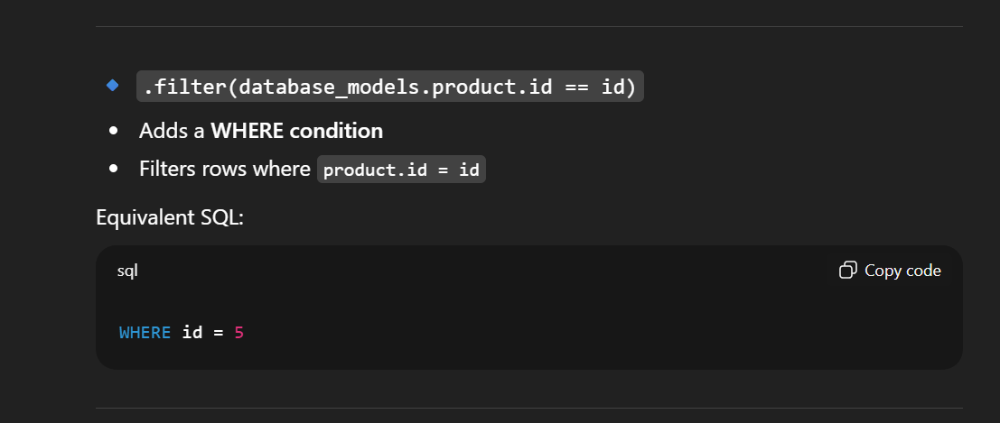 .filter(database_models.product.id == id)
Adds a WHERE condition
Filters rows where product.id = id
Equivalent SQL:
sql
Copy code
WHERE id = 5